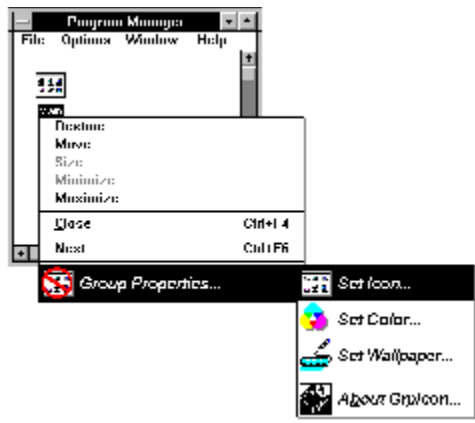 Program Manager
File Options Window Help
Restore
Move
Size
Minimize
Maximize
Close Ctrl+F4
Next Ctrl+F6
Group Properties...
Set Icon...
Set Color...
Set Wallpaper...
About GrpIcon...